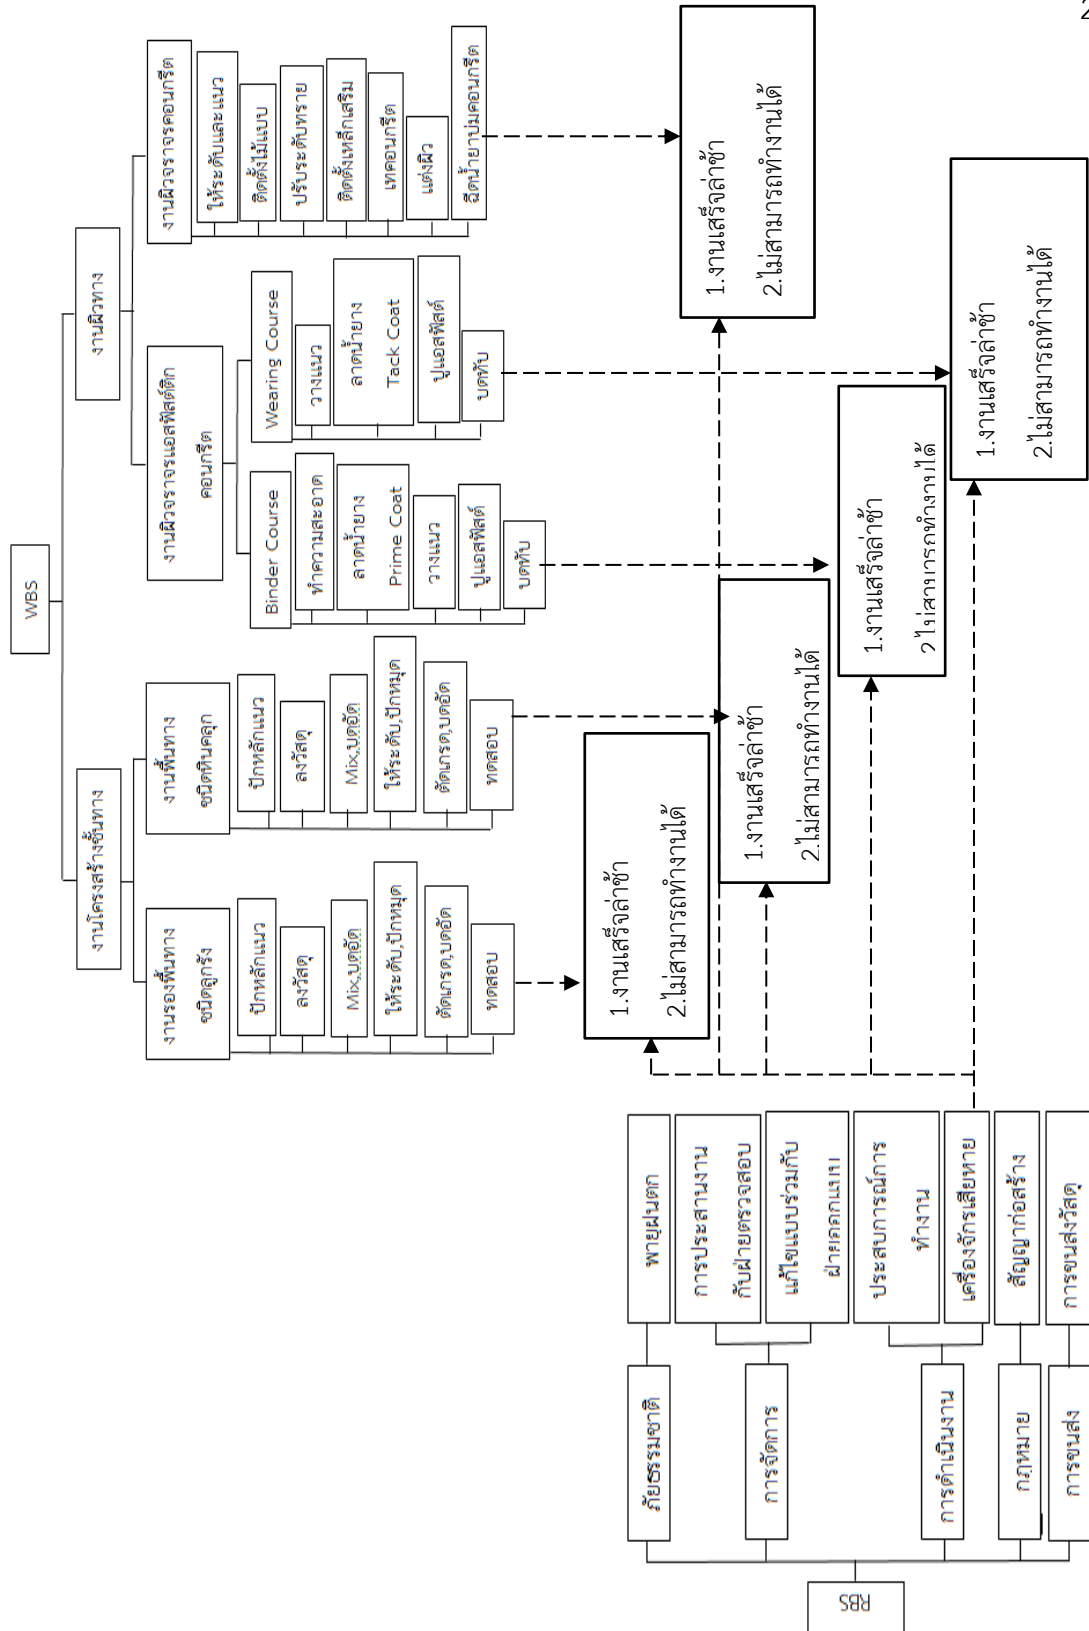 2
WBS
งานโครงสร้างชั้นทาง
งานผิวทาง
งานรองพื้นทาง
ชนิดลูกรัง
ปักหลักแนว
ลงวัสดุ
Mix,บดอัด
ให้ระดับ,ปักหมุด
ตัดเกรด,บดอัด
ทดสอบ
งานพื้นทาง
ชนิดหินคลุก
ปักหลักแนว
ลงวัสดุ
Mix,บดอัด
ให้ระดับ,ปักหมุด
ตัดเกรด,บดอัด
ทดสอบ
งานผิวจราจรแอสฟัสต์ติก
คอนกรีต
Binder Course
ทำความสะอาด
ลาดน้ำยาง
Prime Coat
วางแนว
ปูแอสฟัสต์
บดทับ
Wearing Course
วางแนว
ลาดน้ำยาง
Tack Coat
ปูแอสฟัสต์
บดทับ
งานผิวจราจรคอนกรีต
ให้ระดับและแนว
ติดตั้งไม้แบบ
ปรับระดับทราย
ติดตั้งเหล็กเสริม
เทคอนกรีต
แต่งผิว
ฉีดน้ำยาบ่มคอนกรีต
RBS
ภัยธรรมชาติ
พายุฝนตก
การจัดการ
การประสานงาน
กับฝ่ายตรวจสอบ
แก้ไขแบบร่วมกับ
ฝ่ายออกแบบ
การดำเนินงาน
ประสบการณ์การ
ทำงาน
เครื่องจักรเสียหาย
กฎหมาย
สัญญาก่อสร้าง
การขนส่ง
การขนส่งวัสดุ
1.งานเสร็จล่าช้า
2.ไม่สามารถทำงานได้
1.งานเสร็จล่าช้า
2.ไม่สามารถทำงานได้
1.งานเสร็จล่าช้า
2.ไม่สามารถทำงานได้
1.งานเสร็จล่าช้า
2.ไม่สามารถทำงานได้
1.งานเสร็จล่าช้า
2.ไม่สามารถทำงานได้